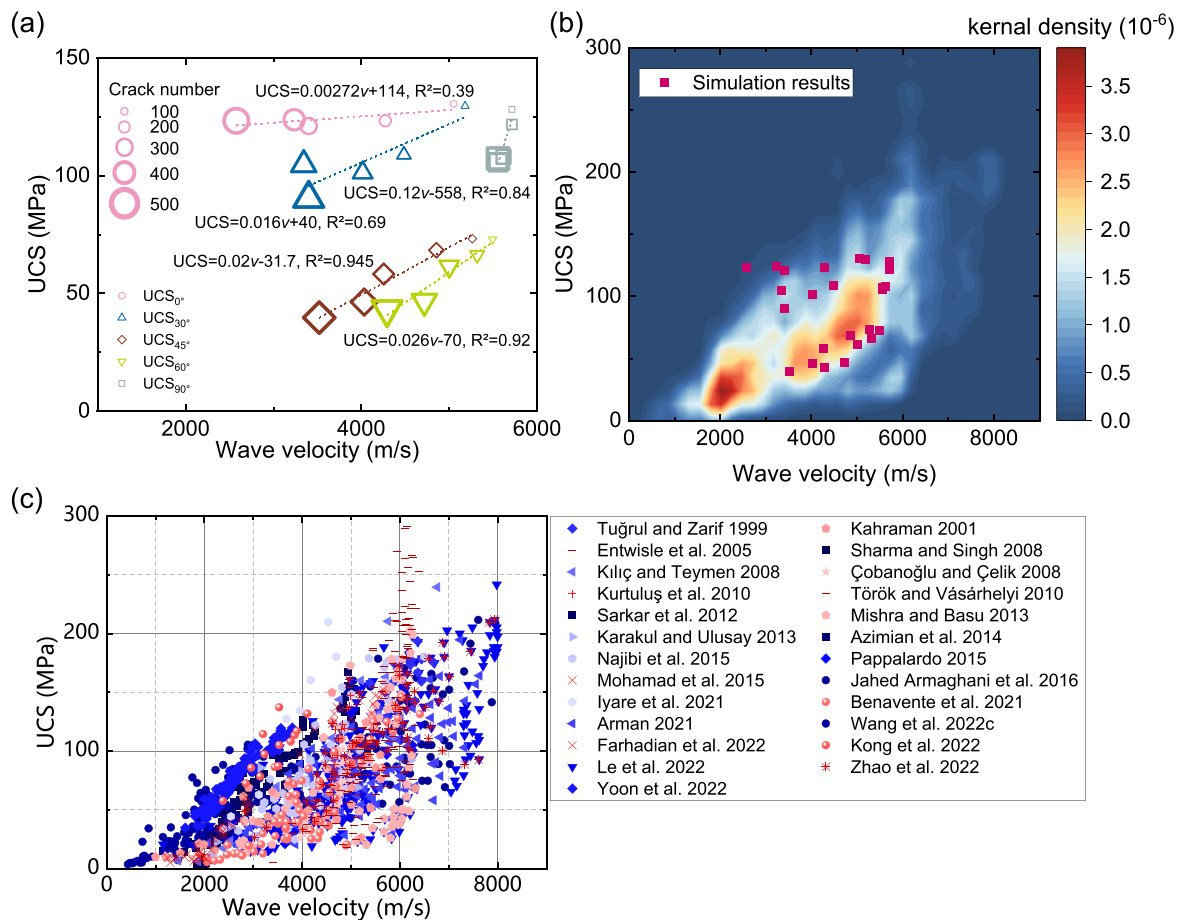 (a)
150
100
50
0
2000
4000
6000
UCS (MPa)
Wave velocity (m/s)
Crack number
100
200
300
400
500
UCS=0.00272v+114, R²=0.39
UCS=0.12v-558, R²=0.84
UCS=0.016v+40, R²=0.69
UCS=0.02v-31.7, R²=0.945
UCS=0.026v-70, R²=0.92
UCS0°
UCS30°
UCS45°
UCS60°
UCS90°
(b)
kernal density (10-6)
300
200
100
0
0
2000
4000
6000
8000
UCS (MPa)
Wave velocity (m/s)
Simulation results
3.5
3.0
2.5
2.0
1.5
1.0
0.5
0.0
(c)
300
200
100
0
0
2000
4000
6000
8000
UCS (MPa)
Wave velocity (m/s)
Tuğrul and Zarif 1999
Entwisle et al. 2005
Kılıç and Teymen 2008
Kurtuluş et al. 2010
Sarkar et al. 2012
Karakul and Ulusay 2013
Najibi et al. 2015
Mohamad et al. 2015
Iyare et al. 2021
Arman 2021
Farhadian et al. 2022
Le et al. 2022
Yoon et al. 2022
Kahraman 2001
Sharma and Singh 2008
Çobanoğlu and Çelik 2008
Török and Vásárhelyi 2010
Mishra and Basu 2013
Azimian et al. 2014
Pappalardo 2015
Jahed Armaghani et al. 2016
Benavente et al. 2021
Wang et al. 2022c
Kong et al. 2022
Zhao et al. 2022